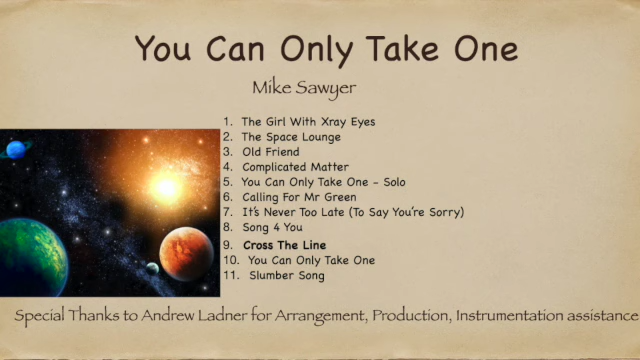 You Can Only Take One
Mike Sawyer
1. The Girl With Xray Eyes
2. The Space Lounge
3. Old Friend
4. Complicated Matter
5. You Can Only Take One - Solo
6. Calling For Mr Green
7. It's Never Too Late (To Say You're Sorry)
8. Song 4 You
9. Cross The Line
10. You Can Only Take One
11. Slumber Song
Special Thanks to Andrew Ladner for Arrangement, Production, Instrumentation assistance